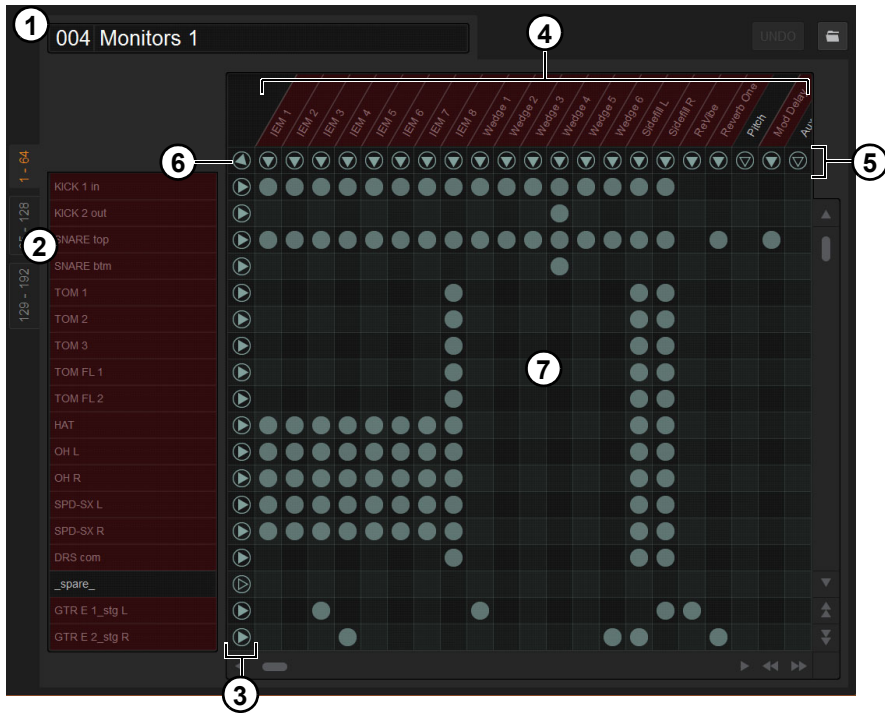 1
004 Monitors 1
4
UNDO
IEM 1
IEM 2
IEM 3
IEM 4
IEM 5
IEM 6
IEM 7
IEM 8
Wedge 1
Wedge 2
Wedge 3
Wedge 4
Wedge 5
Wedge 6
Sidefill L
Sidefill R
ReVibe
Reverb One
Pitch
Mod Delay
Aux
6
5
1 - 64
128
2
129 - 192
KICK 1 in
KICK 2 out
SNARE top
SNARE btm
TOM 1
TOM 2
TOM 3
TOM FL 1
TOM FL 2
HAT
OH L
OH R
SPD-SX L
SPD-SX R
DRS com
_spare_
GTR E 1_stg L
GTR E 2_stg R
7
3